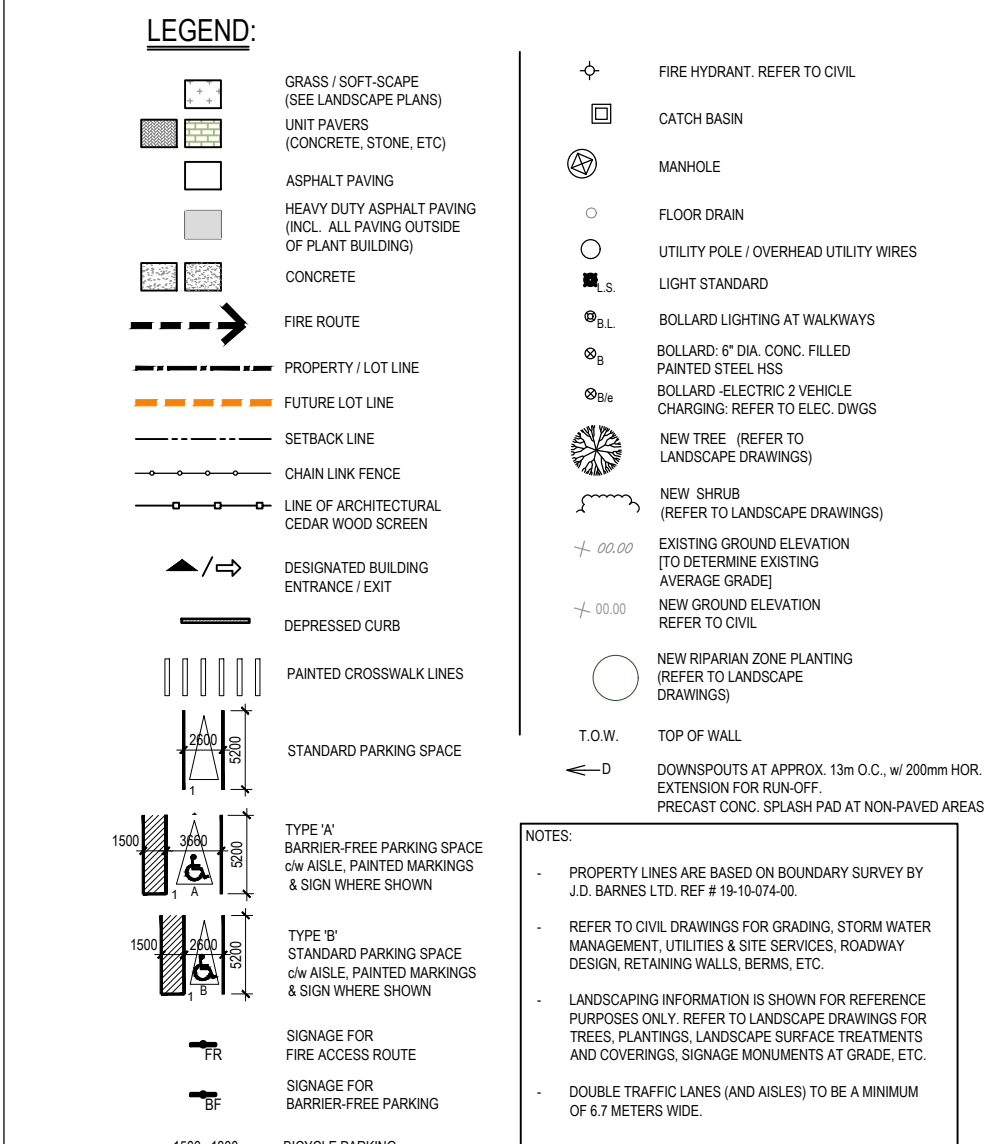 LEGEND:
GRASS / SOFT-SCAPE
(SEE LANDSCAPE PLANS)
UNIT PAVERS
(CONCRETE, STONE, ETC)
ASPHALT PAVING
HEAVY DUTY ASPHALT PAVING
(INCL. ALL PAVING OUTSIDE
OF PLANT BUILDING)
CONCRETE
FIRE ROUTE
PROPERTY / LOT LINE
FUTURE LOT LINE
SETBACK LINE
CHAIN LINK FENCE
LINE OF ARCHITECTURAL
CEDAR WOOD SCREEN
DESIGNATED BUILDING
ENTRANCE / EXIT
DEPRESSED CURB
PAINTED CROSSWALK LINES
2600
5200
1
STANDARD PARKING SPACE
1500
3660
5200
1
A
TYPE 'A'
BARRIER-FREE PARKING SPACE
c/w AISLE, PAINTED MARKINGS
& SIGN WHERE SHOWN
1500
2600
5200
1
B
TYPE 'B'
STANDARD PARKING SPACE
c/w AISLE, PAINTED MARKINGS
& SIGN WHERE SHOWN
FR
SIGNAGE FOR
FIRE ACCESS ROUTE
BF
SIGNAGE FOR
BARRIER-FREE PARKING
1500 1800
BICYCLE PARKING
FIRE HYDRANT. REFER TO CIVIL
CATCH BASIN
MANHOLE
FLOOR DRAIN
UTILITY POLE / OVERHEAD UTILITY WIRES
L.S.
LIGHT STANDARD
B.L.
BOLLARD LIGHTING AT WALKWAYS
B
BOLLARD: 6" DIA. CONC. FILLED
PAINTED STEEL HSS
B/e
BOLLARD -ELECTRIC 2 VEHICLE
CHARGING: REFER TO ELEC. DWGS
NEW TREE (REFER TO
LANDSCAPE DRAWINGS)
NEW SHRUB
(REFER TO LANDSCAPE DRAWINGS)
00.00
EXISTING GROUND ELEVATION
[TO DETERMINE EXISTING
AVERAGE GRADE]
00.00
NEW GROUND ELEVATION
REFER TO CIVIL
NEW RIPARIAN ZONE PLANTING
(REFER TO LANDSCAPE
DRAWINGS)
T.O.W. TOP OF WALL
D
DOWNSPOUTS AT APPROX. 13m O.C., w/ 200mm HOR.
EXTENSION FOR RUN-OFF.
PRECAST CONC. SPLASH PAD AT NON-PAVED AREAS
NOTES:
- PROPERTY LINES ARE BASED ON BOUNDARY SURVEY BY
J.D. BARNES LTD. REF # 19-10-074-00.
- REFER TO CIVIL DRAWINGS FOR GRADING, STORM WATER
MANAGEMENT, UTILITIES & SITE SERVICES, ROADWAY
DESIGN, RETAINING WALLS, BERMS, ETC.
- LANDSCAPING INFORMATION IS SHOWN FOR REFERENCE
PURPOSES ONLY. REFER TO LANDSCAPE DRAWINGS FOR
TREES, PLANTINGS, LANDSCAPE SURFACE TREATMENTS
AND COVERINGS, SIGNAGE MONUMENTS AT GRADE, ETC.
- DOUBLE TRAFFIC LANES (AND AISLES) TO BE A MINIMUM
OF 6.7 METERS WIDE.